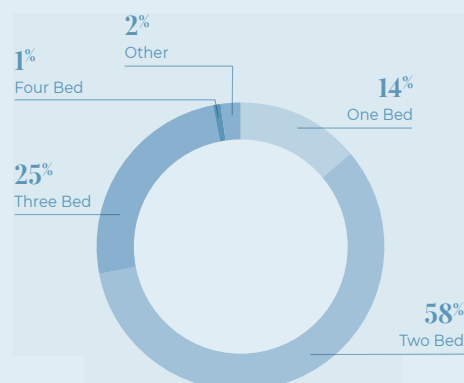 2%
Other
1%
Four Bed
14%
One Bed
25%
Three Bed
58%
Two Bed